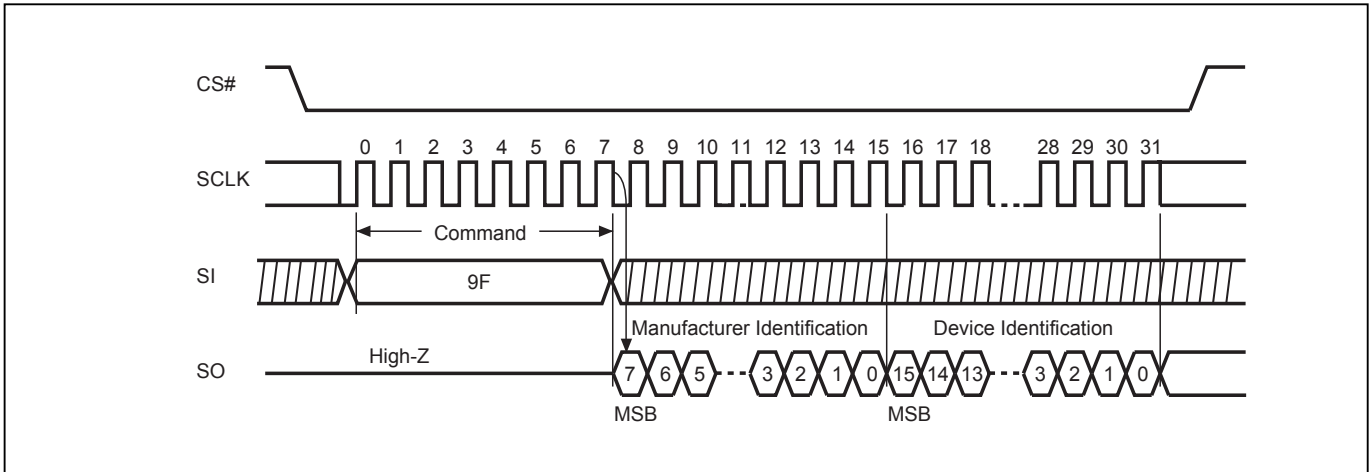 CS#
0 1 2 3 4 5 6 7 8 9 10 11 12 13 14 15 16 17 18 28 29 30 31
SCLK
Command
SI
9F
Manufacturer Identification Device Identification
High-Z
SO
7 6 5 3 2 1 0 15 14 13 3 2 1 0
MSB MSB